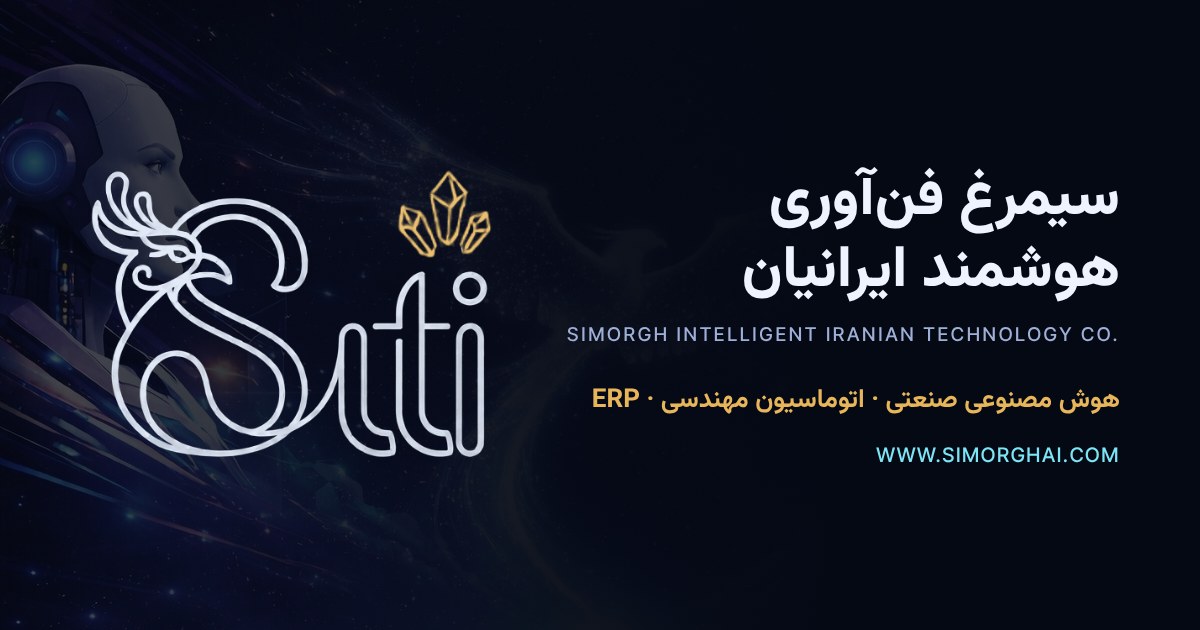 Siti
سیمرغ فن‌آوری
هوشمند ایرانیان
SIMORGH INTELLIGENT IRANIAN TECHNOLOGY CO.
هوش مصنوعی صنعتی · اتوماسیون مهندسی · ERP
WWW.SIMORGHAI.COM